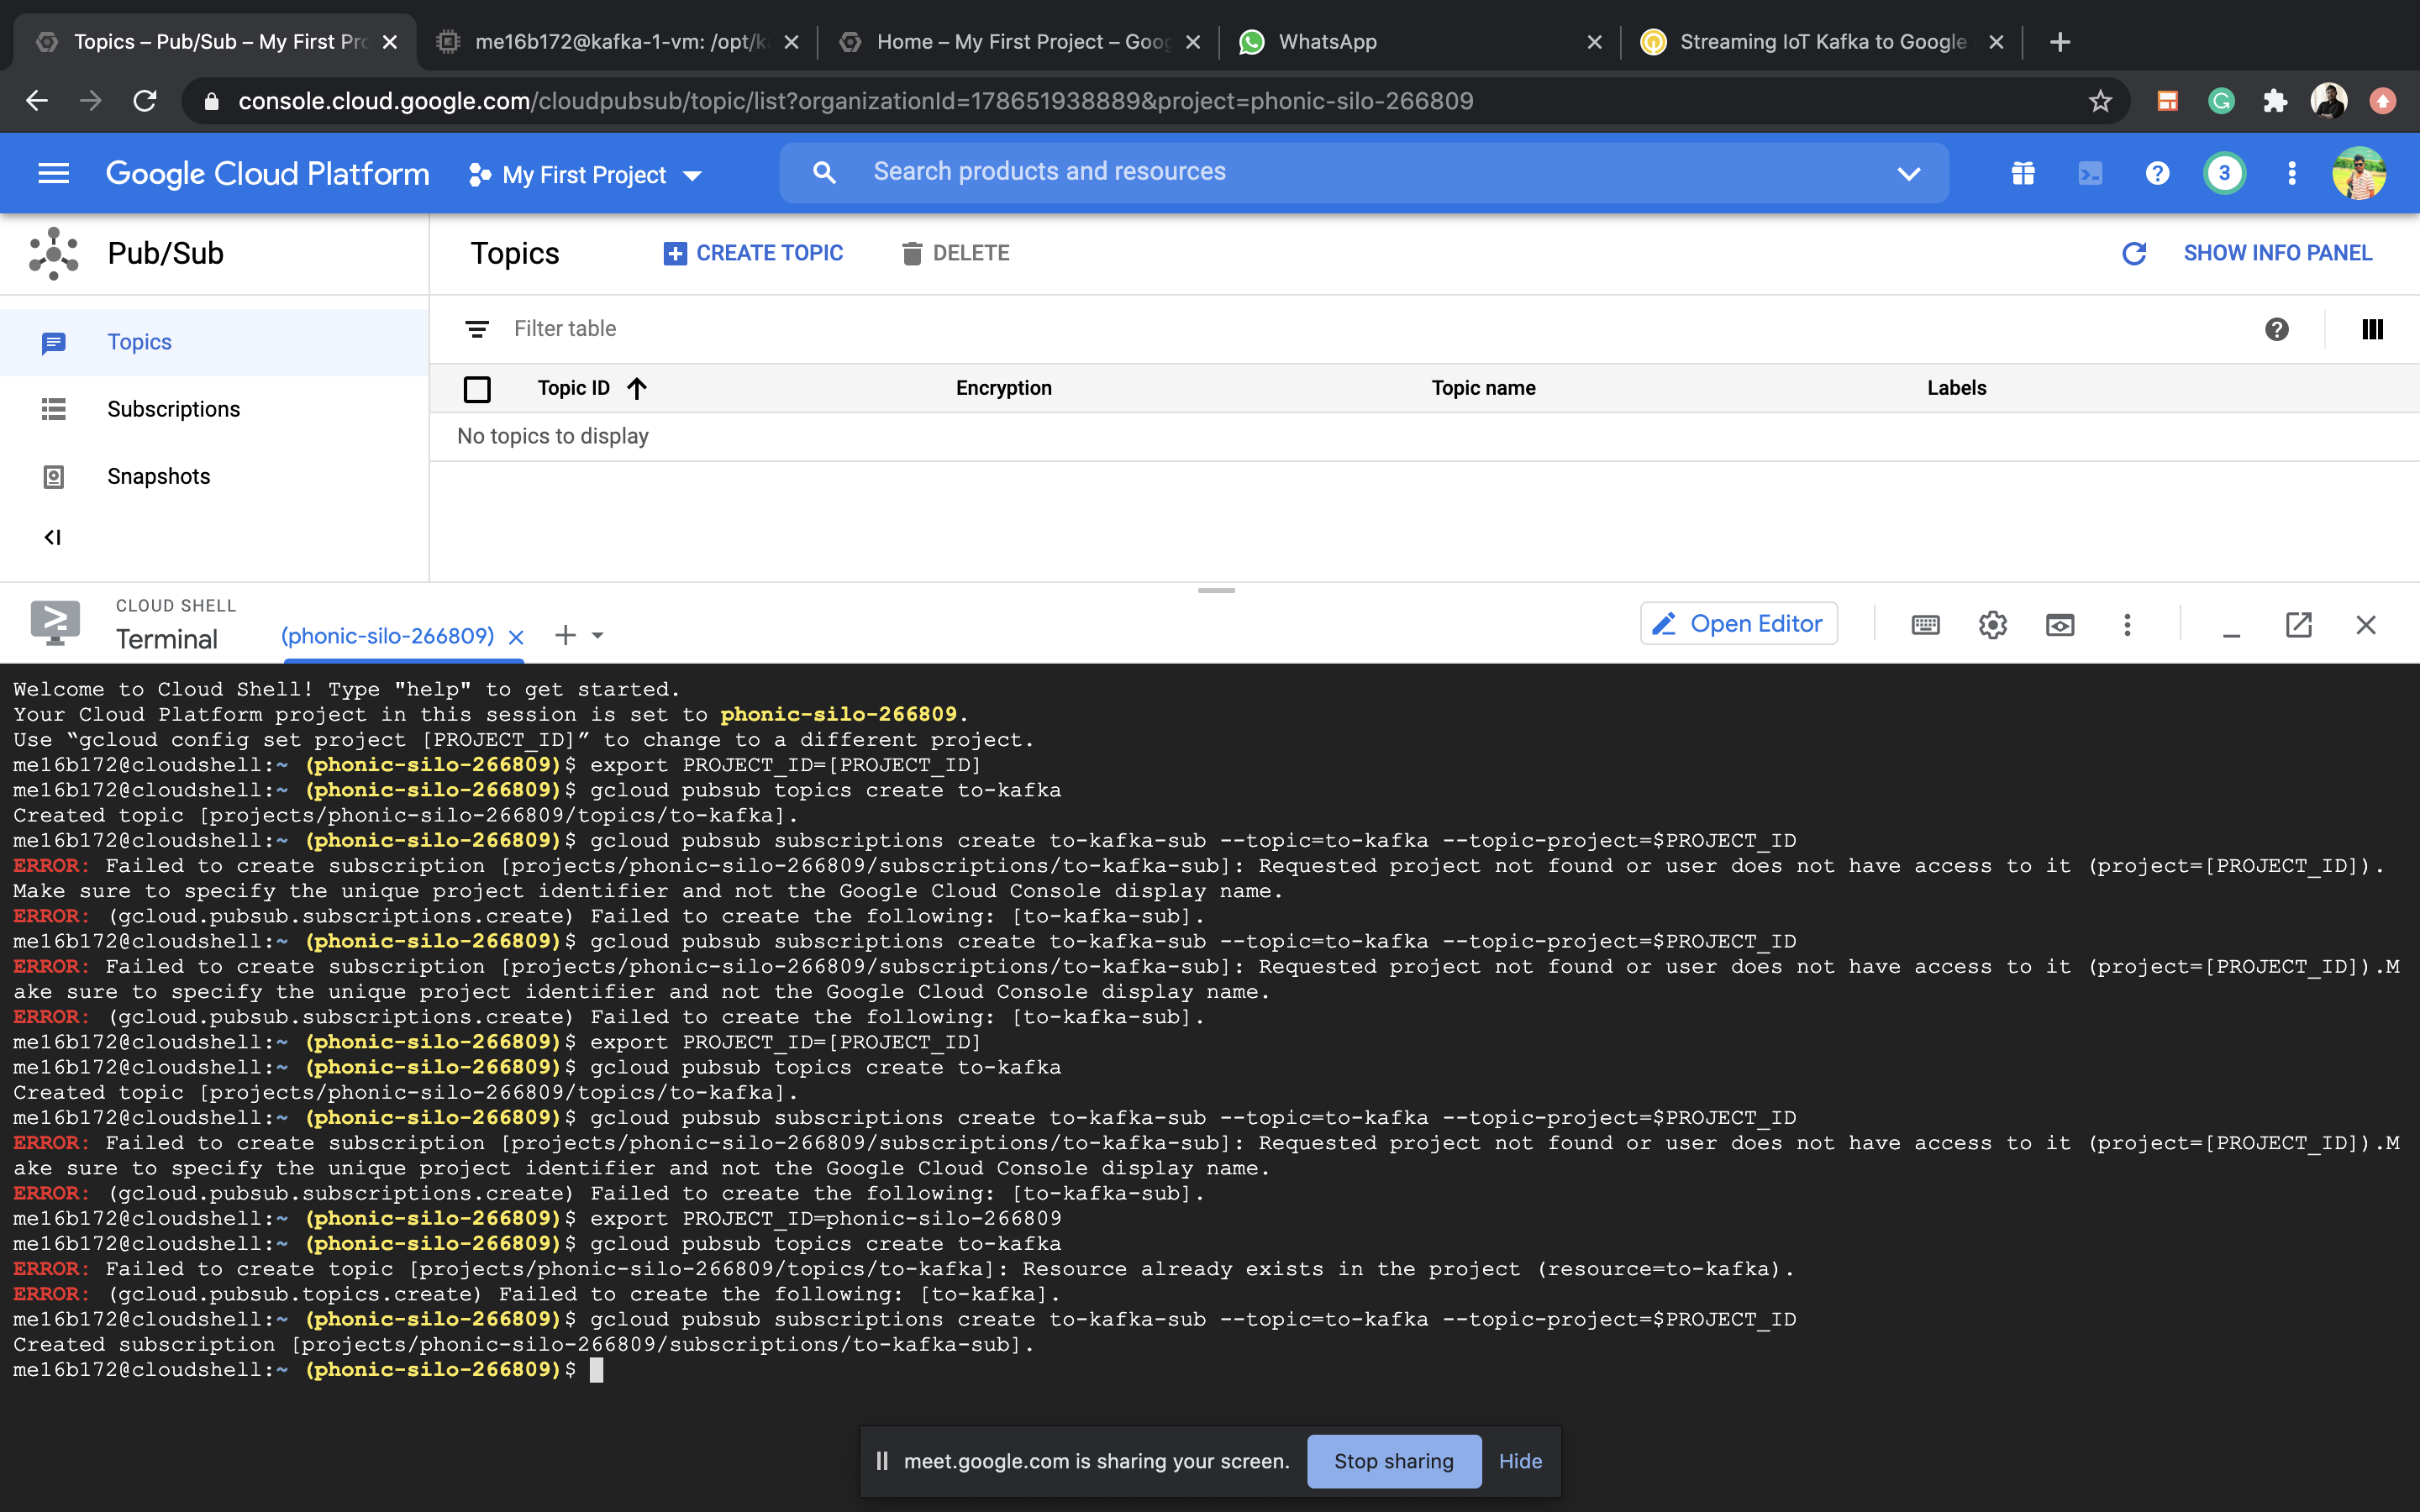 Topics – Pub/Sub – My First Pro
me16b172@kafka-1-vm: /opt/k
Home – My First Project – Goog
WhatsApp
Streaming IoT Kafka to Google
console.cloud.google.com/cloudpubsub/topic/list?organizationId=178651938889&project=phonic-silo-266809
G
Google Cloud Platform
My First Project
Search products and resources
3
Pub/Sub
Topics
CREATE TOPIC
DELETE
SHOW INFO PANEL
Topics
Filter table
Topic ID
Encryption
Topic name
Labels
Subscriptions
No topics to display
Snapshots
CLOUD SHELL
Terminal
(phonic-silo-266809)
Open Editor
Welcome to Cloud Shell! Type "help" to get started.
Your Cloud Platform project in this session is set to phonic-silo-266809.
Use “gcloud config set project [PROJECT_ID]” to change to a different project.
me16b172@cloudshell:~ (phonic-silo-266809)$ export PROJECT_ID=[PROJECT_ID]
me16b172@cloudshell:~ (phonic-silo-266809)$ gcloud pubsub topics create to-kafka
Created topic [projects/phonic-silo-266809/topics/to-kafka].
me16b172@cloudshell:~ (phonic-silo-266809)$ gcloud pubsub subscriptions create to-kafka-sub --topic=to-kafka --topic-project=$PROJECT_ID
ERROR: Failed to create subscription [projects/phonic-silo-266809/subscriptions/to-kafka-sub]: Requested project not found or user does not have access to it (project=[PROJECT_ID]).
Make sure to specify the unique project identifier and not the Google Cloud Console display name.
ERROR: (gcloud.pubsub.subscriptions.create) Failed to create the following: [to-kafka-sub].
me16b172@cloudshell:~ (phonic-silo-266809)$ gcloud pubsub subscriptions create to-kafka-sub --topic=to-kafka --topic-project=$PROJECT_ID
ERROR: Failed to create subscription [projects/phonic-silo-266809/subscriptions/to-kafka-sub]: Requested project not found or user does not have access to it (project=[PROJECT_ID]).M
ake sure to specify the unique project identifier and not the Google Cloud Console display name.
ERROR: (gcloud.pubsub.subscriptions.create) Failed to create the following: [to-kafka-sub].
me16b172@cloudshell:~ (phonic-silo-266809)$ export PROJECT_ID=[PROJECT_ID]
me16b172@cloudshell:~ (phonic-silo-266809)$ gcloud pubsub topics create to-kafka
Created topic [projects/phonic-silo-266809/topics/to-kafka].
me16b172@cloudshell:~ (phonic-silo-266809)$ gcloud pubsub subscriptions create to-kafka-sub --topic=to-kafka --topic-project=$PROJECT_ID
ERROR: Failed to create subscription [projects/phonic-silo-266809/subscriptions/to-kafka-sub]: Requested project not found or user does not have access to it (project=[PROJECT_ID]).M
ake sure to specify the unique project identifier and not the Google Cloud Console display name.
ERROR: (gcloud.pubsub.subscriptions.create) Failed to create the following: [to-kafka-sub].
me16b172@cloudshell:~ (phonic-silo-266809)$ export PROJECT_ID=phonic-silo-266809
me16b172@cloudshell:~ (phonic-silo-266809)$ gcloud pubsub topics create to-kafka
ERROR: Failed to create topic [projects/phonic-silo-266809/topics/to-kafka]: Resource already exists in the project (resource=to-kafka).
ERROR: (gcloud.pubsub.topics.create) Failed to create the following: [to-kafka].
me16b172@cloudshell:~ (phonic-silo-266809)$ gcloud pubsub subscriptions create to-kafka-sub --topic=to-kafka --topic-project=$PROJECT_ID
Created subscription [projects/phonic-silo-266809/subscriptions/to-kafka-sub].
me16b172@cloudshell:~ (phonic-silo-266809)$
meet.google.com is sharing your screen.
Stop sharing
Hide